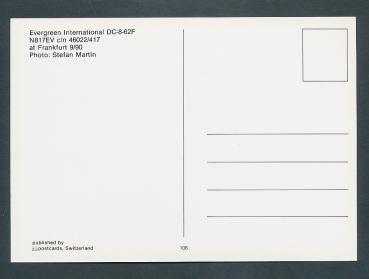 Evergreen International DC-8-62F
N817EV c/n 46022/417
at Frankfurt 9/90
Photo: Stefan Martin
published by
jjpostcards, Switzerland
106